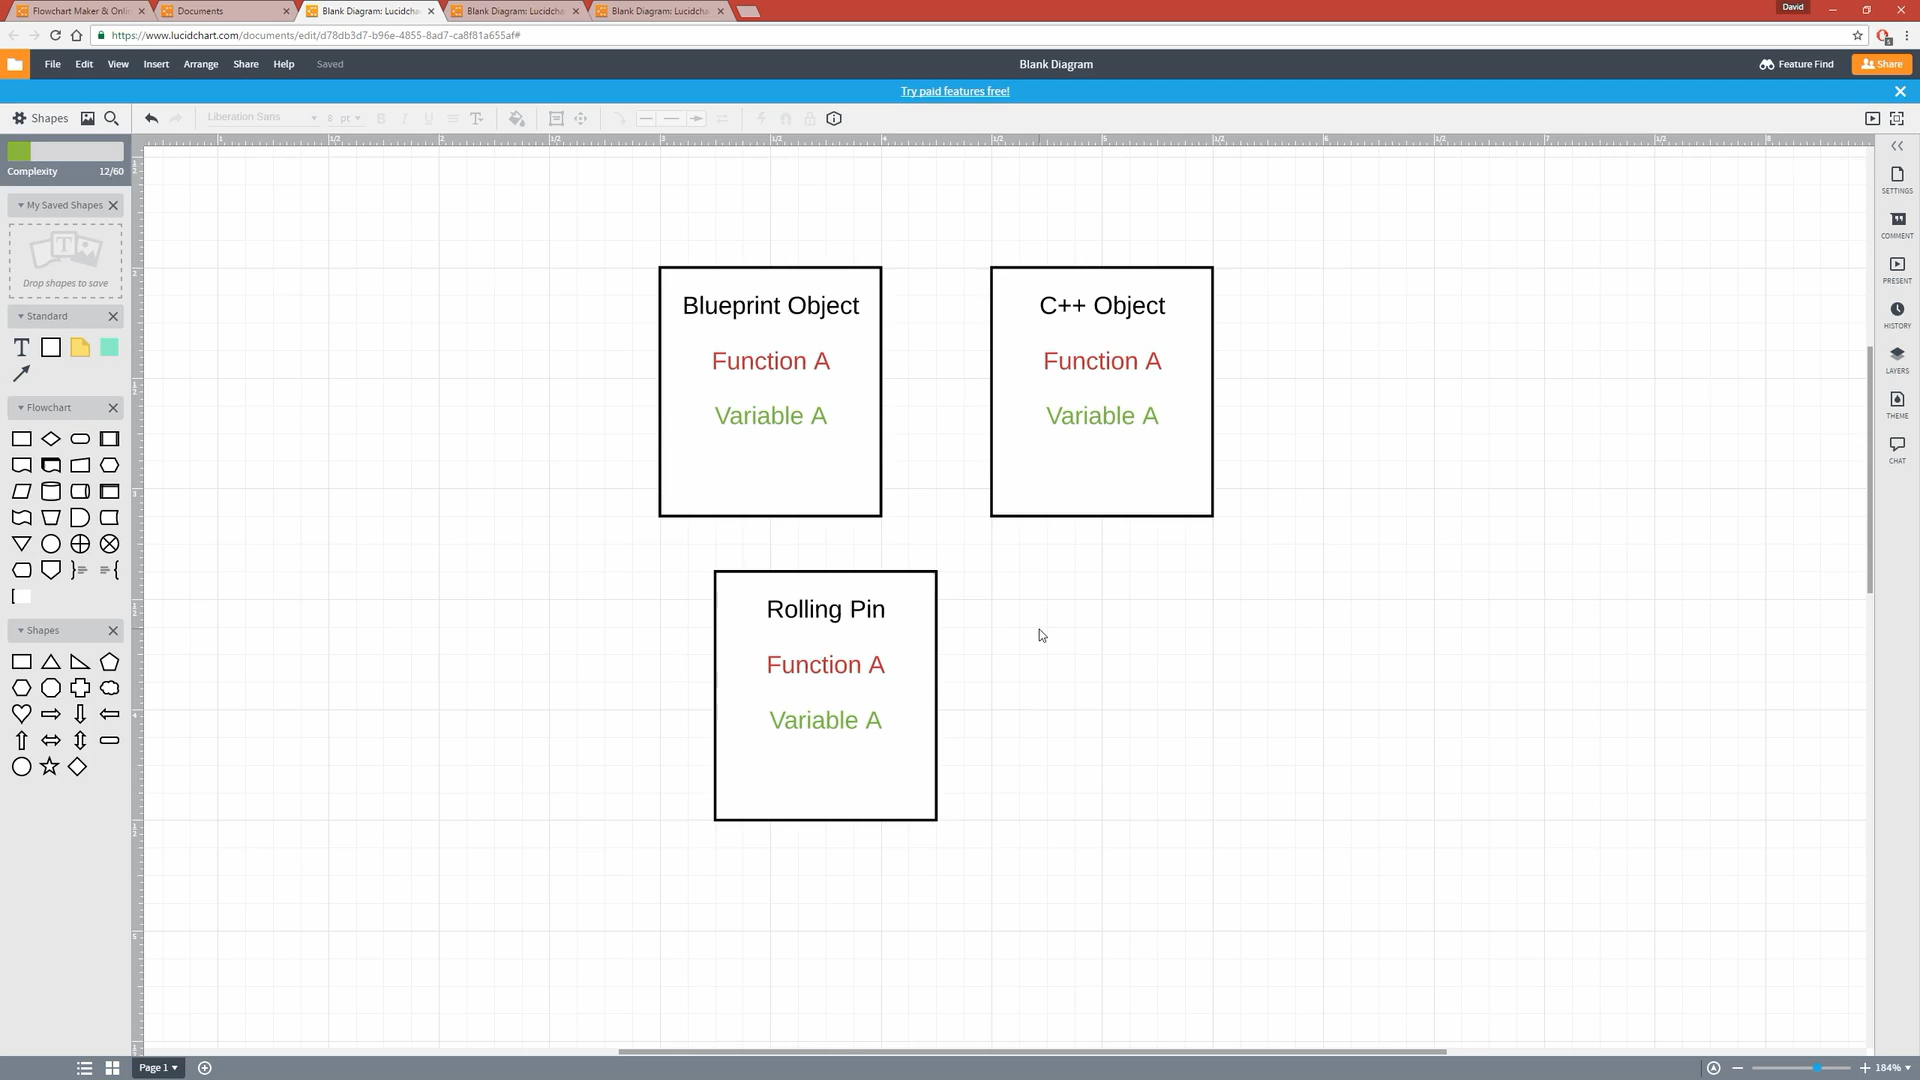 Flowchart Maker & Onli
Documents
Blank Diagram: Lucidcha
Blank Diagram: Lucidcha
Blank Diagram: Lucidcha
David
https://www.lucidchart.com/documents/edit/d78db3d7-b96e-4855-8ad7-ca8f81a655af#
File Edit View Insert Arrange Share Help Saved
Blank Diagram
Feature Find
Share
Try paid features free!
Shapes
Liberation Sans
8 pt
B I U
Complexity 12/60
My Saved Shapes
Drop shapes to save
Standard
Flowchart
Shapes
Blueprint Object
Function A
Variable A
C++ Object
Function A
Variable A
Rolling Pin
Function A
Variable A
SETTINGS
COMMENT
PRESENT
HISTORY
LAYERS
THEME
CHAT
Page 1
184%